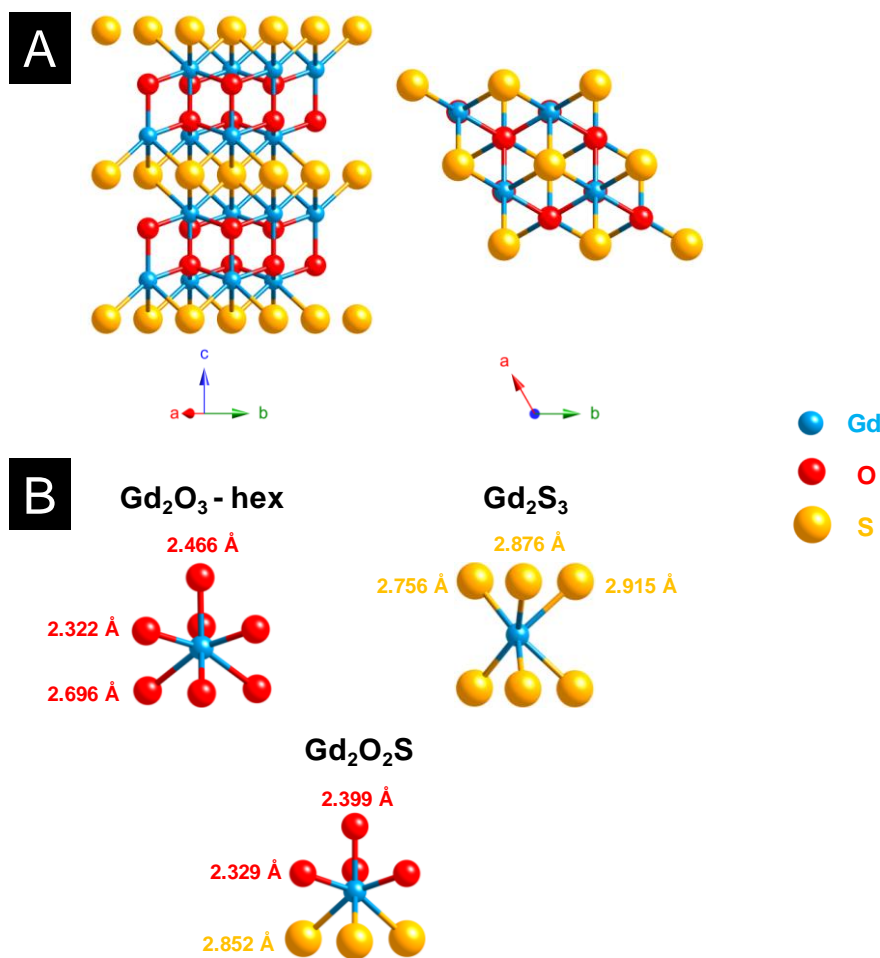 A
c
a
b
a
b
Gd
O
S
B
Gd₂O₃ - hex
Gd₂S₃
2.466 Å
2.876 Å
2.756 Å
2.915 Å
2.322 Å
2.696 Å
Gd₂O₂S
2.399 Å
2.329 Å
2.852 Å